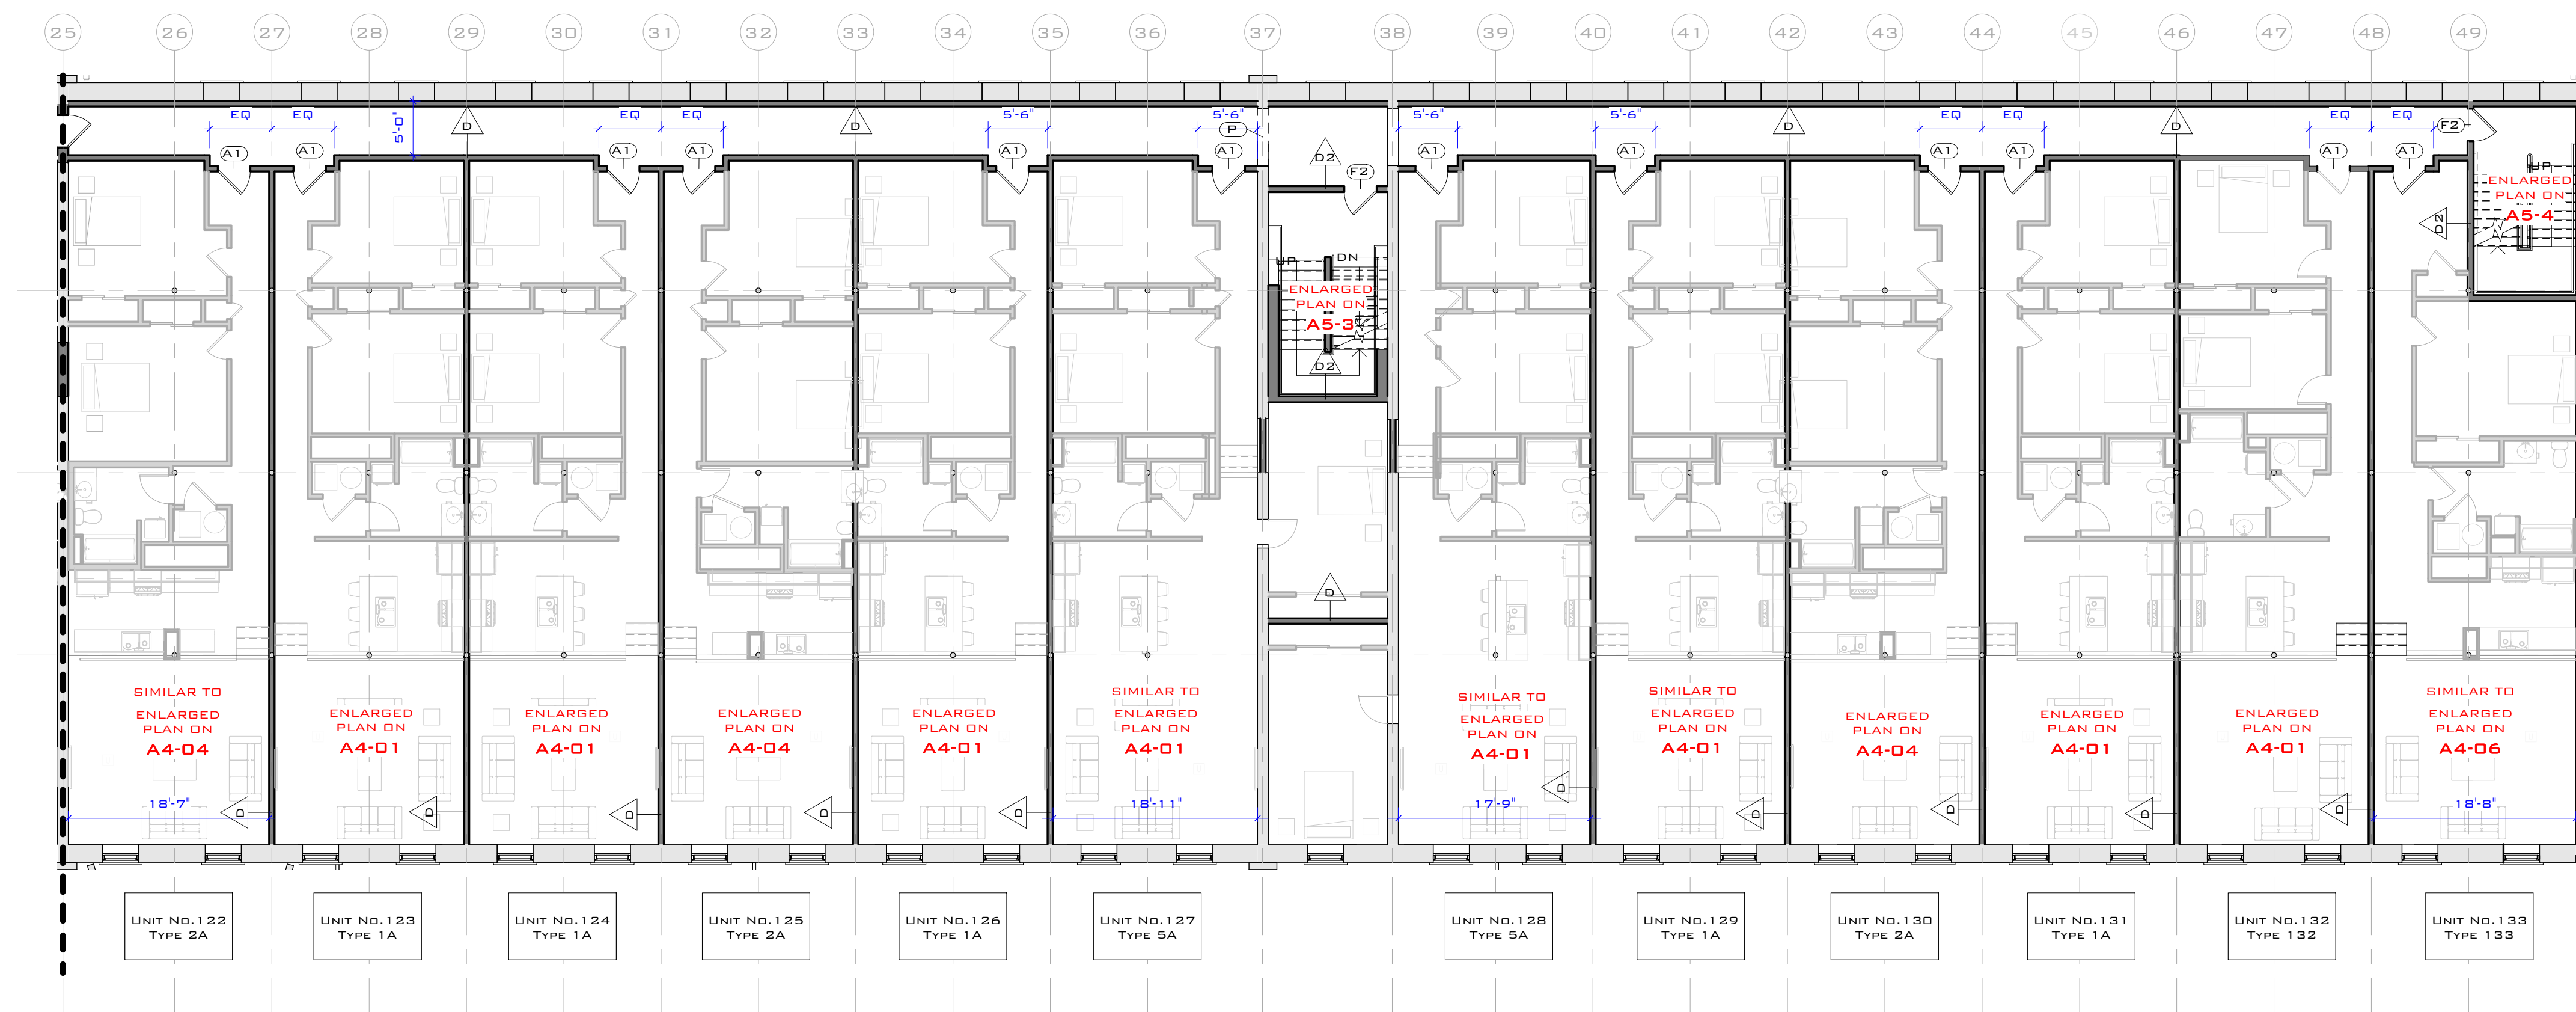 25 26 27 28 29 30 31 32 33 34 35 36 37 38 39 40 41 42 43 44 45 46 47 48 49
EQ EQ EQ EQ 5'-6" 5'-6" 5'-6" 5'-6" EQ EQ EQ EQ
5'-0"
D D D D
P F2
A1 A1 A1 A1 A1 A1 A1 A1 A1 A1 A1 A1
D2
F2
UP
ENLARGED
PLAN ON
A5-4
D2
UP DN
ENLARGED
PLAN ON
A5-3
D2
D
SIMILAR TO
ENLARGED
PLAN ON
A4-04
ENLARGED
PLAN ON
A4-01
ENLARGED
PLAN ON
A4-01
ENLARGED
PLAN ON
A4-04
ENLARGED
PLAN ON
A4-01
SIMILAR TO
ENLARGED
PLAN ON
A4-01
SIMILAR TO
ENLARGED
PLAN ON
A4-01
SIMILAR TO
ENLARGED
PLAN ON
A4-01
ENLARGED
PLAN ON
A4-04
ENLARGED
PLAN ON
A4-01
ENLARGED
PLAN ON
A4-01
SIMILAR TO
ENLARGED
PLAN ON
A4-06
18'-7" 18'-11" 17'-9" 18'-8"
D D D D D D D D D D
Unit No.122
Type 2A
Unit No.123
Type 1A
Unit No.124
Type 1A
Unit No.125
Type 2A
Unit No.126
Type 1A
Unit No.127
Type 5A
Unit No.128
Type 5A
Unit No.129
Type 1A
Unit No.130
Type 2A
Unit No.131
Type 1A
Unit No.132
Type 132
Unit No.133
Type 133